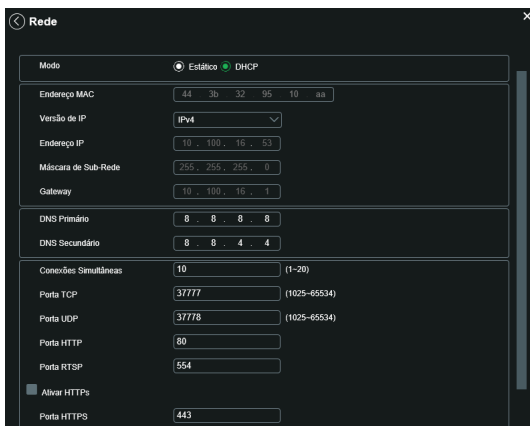 Rede
Modo Estático DHCP
Endereço MAC 44 3b 32 95 10 aa
Versão de IP IPv4
Endereço IP 10 . 100 . 16 . 53
Máscara de Sub-Rede 255 . 255 . 255 . 0
Gateway 10 . 100 . 16 . 1
DNS Primário 8 . 8 . 8 . 8
DNS Secundário 8 . 8 . 4 . 4
Conexões Simultâneas 10 (1~20)
Porta TCP 37777 (1025~65534)
Porta UDP 37778 (1025~65534)
Porta HTTP 80
Porta RTSP 554
Ativar HTTPs
Porta HTTPS 443